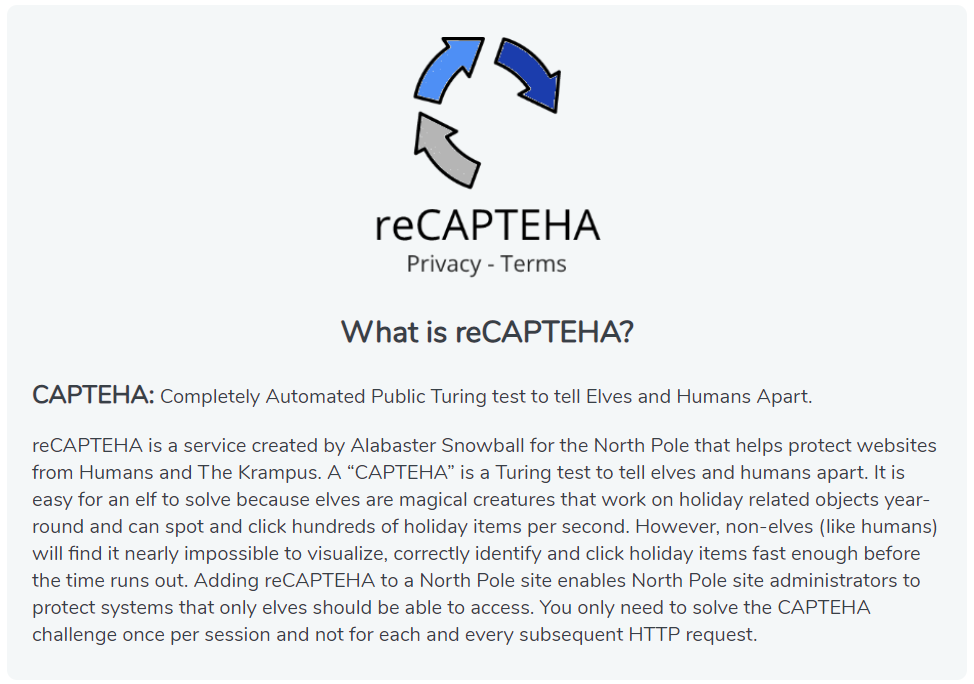 reCAPTEHA
Privacy - Terms
What is reCAPTEHA?
CAPTEHA: Completely Automated Public Turing test to tell Elves and Humans Apart.
reCAPTEHA is a service created by Alabaster Snowball for the North Pole that helps protect websites
from Humans and The Krampus. A “CAPTEHA” is a Turing test to tell elves and humans apart. It is
easy for an elf to solve because elves are magical creatures that work on holiday related objects year-
round and can spot and click hundreds of holiday items per second. However, non-elves (like humans)
will find it nearly impossible to visualize, correctly identify and click holiday items fast enough before
the time runs out. Adding reCAPTEHA to a North Pole site enables North Pole site administrators to
protect systems that only elves should be able to access. You only need to solve the CAPTEHA
challenge once per session and not for each and every subsequent HTTP request.